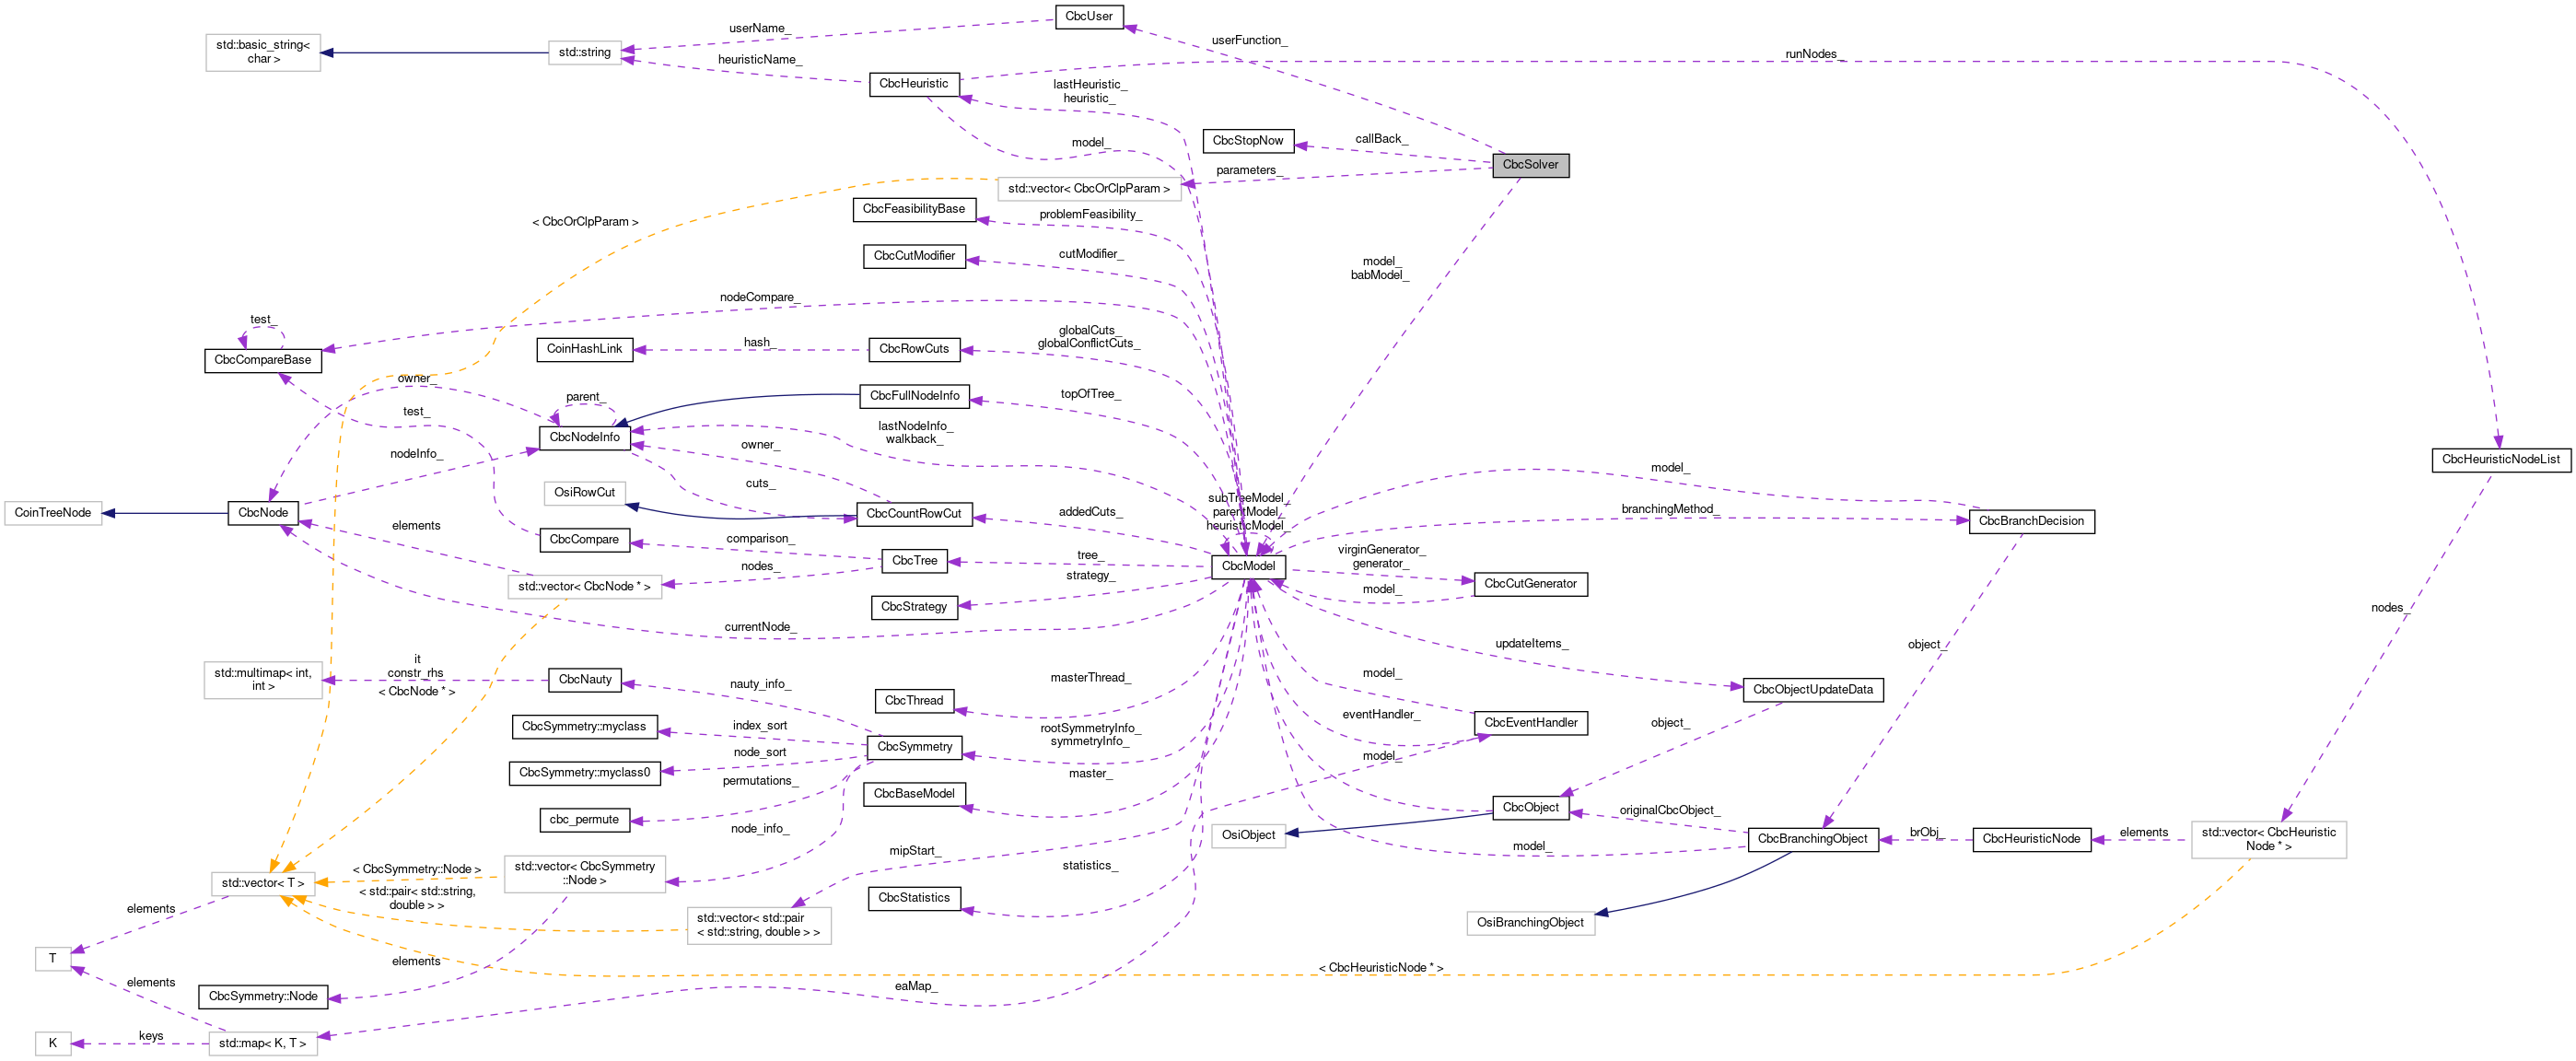 CbcUser
userName_
userFunction_
std::basic_string<
char >
std::string
runNodes_
heuristicName_
CbcHeuristic
lastHeuristic_
heuristic_
CbcStopNow
callBack_
model_
CbcSolver
parameters_
std::vector< CbcOrClpParam >
CbcFeasibilityBase
problemFeasibility_
< CbcOrClpParam >
CbcCutModifier
cutModifier_
model_
babModel_
nodeCompare_
test_
CbcCompareBase
CoinHashLink
hash_
CbcRowCuts
globalCuts_
globalConflictCuts_
owner_
parent_
CbcFullNodeInfo
topOfTree_
test_
CbcNodeInfo
lastNodeInfo_
walkback_
owner_
nodeInfo_
CbcHeuristicNodeList
model_
cuts_
OsiRowCut
CoinTreeNode
CbcNode
CbcCountRowCut
addedCuts_
subTreeModel_
parentModel_
heuristicModel_
branchingMethod_
CbcBranchDecision
elements
CbcCompare
comparison_
CbcTree
tree_
CbcModel
virginGenerator_
generator_
nodes_
strategy_
std::vector< CbcNode * >
CbcCutGenerator
model_
CbcStrategy
nodes_
currentNode_
updateItems_
object_
it
constr_rhs
std::multimap< int,
int >
< CbcNode * >
CbcNauty
nauty_info_
masterThread_
model_
CbcThread
CbcObjectUpdateData
CbcSymmetry::myclass
index_sort
rootSymmetryInfo_
symmetryInfo_
eventHandler_
CbcEventHandler
object_
CbcSymmetry
node_sort
CbcSymmetry::myclass0
permutations_
model_
master_
CbcBaseModel
cbc_permute
node_info_
CbcObject
originalCbcObject_
OsiObject
model_
CbcBranchingObject
brObj_
CbcHeuristicNode
elements
std::vector< CbcHeuristic
Node * >
mipStart_
statistics_
< CbcSymmetry::Node >
std::vector< CbcSymmetry
::Node >
std::vector< T >
< std::pair< std::string,
double > >
CbcStatistics
elements
std::vector< std::pair
< std::string, double > >
OsiBranchingObject
T
elements
< CbcHeuristicNode * >
elements
CbcSymmetry::Node
eaMap_
K
keys
std::map< K, T >